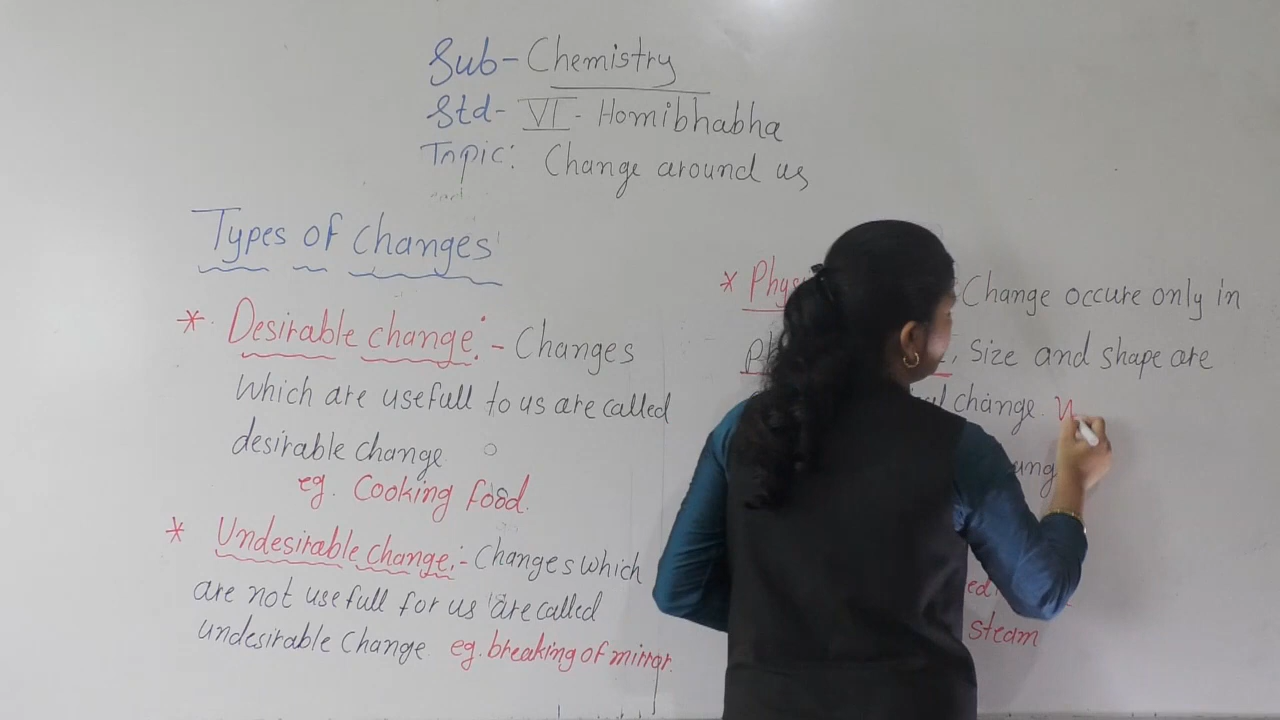 Sub- Chemistry
Std- VI - Homibhabha
Topic: Change around us
Types of changes
* Desirable change:- Changes
which are usefull to us are called
desirable change
eg. Cooking food.
* Undesirable change:- Changes which
are not usefull for us are called
undesirable change. eg. breaking of mirror.
* Change occure only in
, Size and shape are
change.
steam